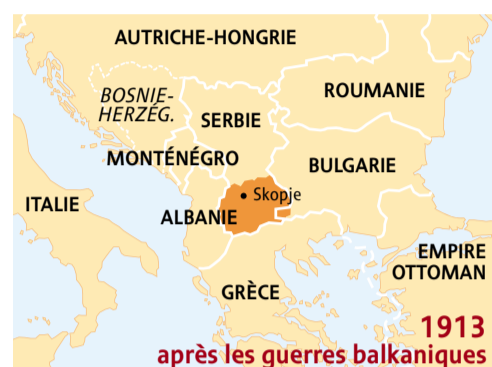 AUTRICHE-HONGRIE
ROUMANIE
BOSNIE-
HERZÉG.
SERBIE
MONTÉNÉGRO
BULGARIE
Skopje
ITALIE
ALBANIE
EMPIRE
OTTOMAN
GRÈCE
1913
après les guerres balkaniques